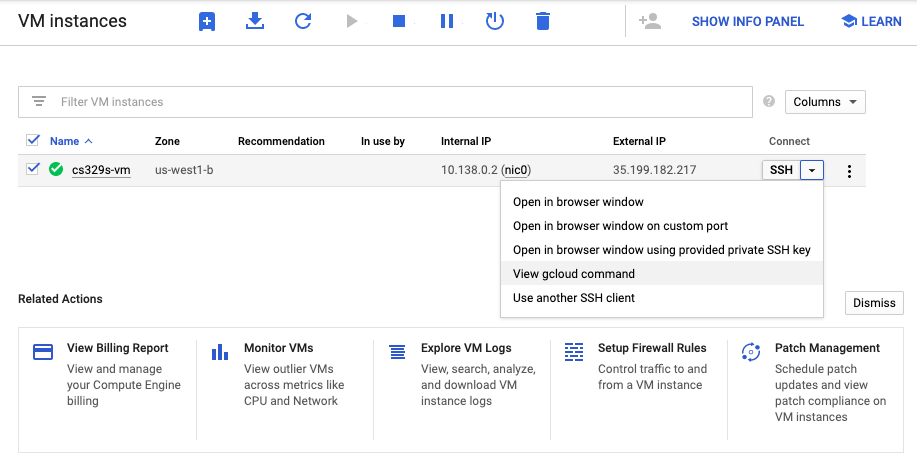 VM instances
SHOW INFO PANEL
LEARN
Filter VM instances
Columns
Name Zone Recommendation In use by Internal IP External IP Connect
cs329s-vm us-west1-b 10.138.0.2 (nic0) 35.199.182.217 SSH
Open in browser window
Open in browser window on custom port
Open in browser window using provided private SSH key
View gcloud command
Use another SSH client
Related Actions
Dismiss
View Billing Report
View and manage
your Compute Engine
billing
Monitor VMs
View outlier VMs
across metrics like
CPU and Network
Explore VM Logs
View, search, analyze,
and download VM
instance logs
Setup Firewall Rules
Control traffic to and
from a VM instance
Patch Management
Schedule patch
updates and view
patch compliance on
VM instances